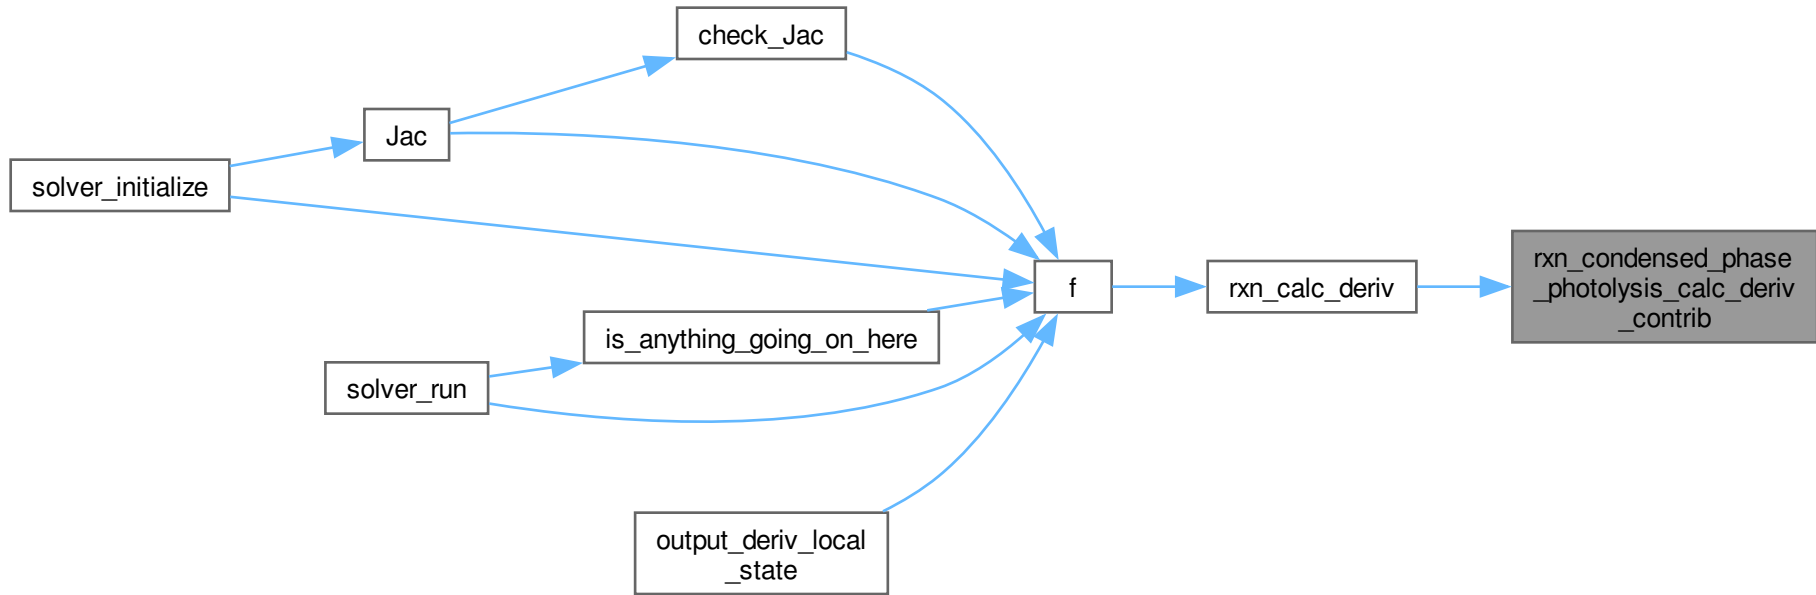 check_Jac
Jac
solver_initialize
rxn_condensed_phase
_photolysis_calc_deriv
_contrib
f
rxn_calc_deriv
is_anything_going_on_here
solver_run
output_deriv_local
_state